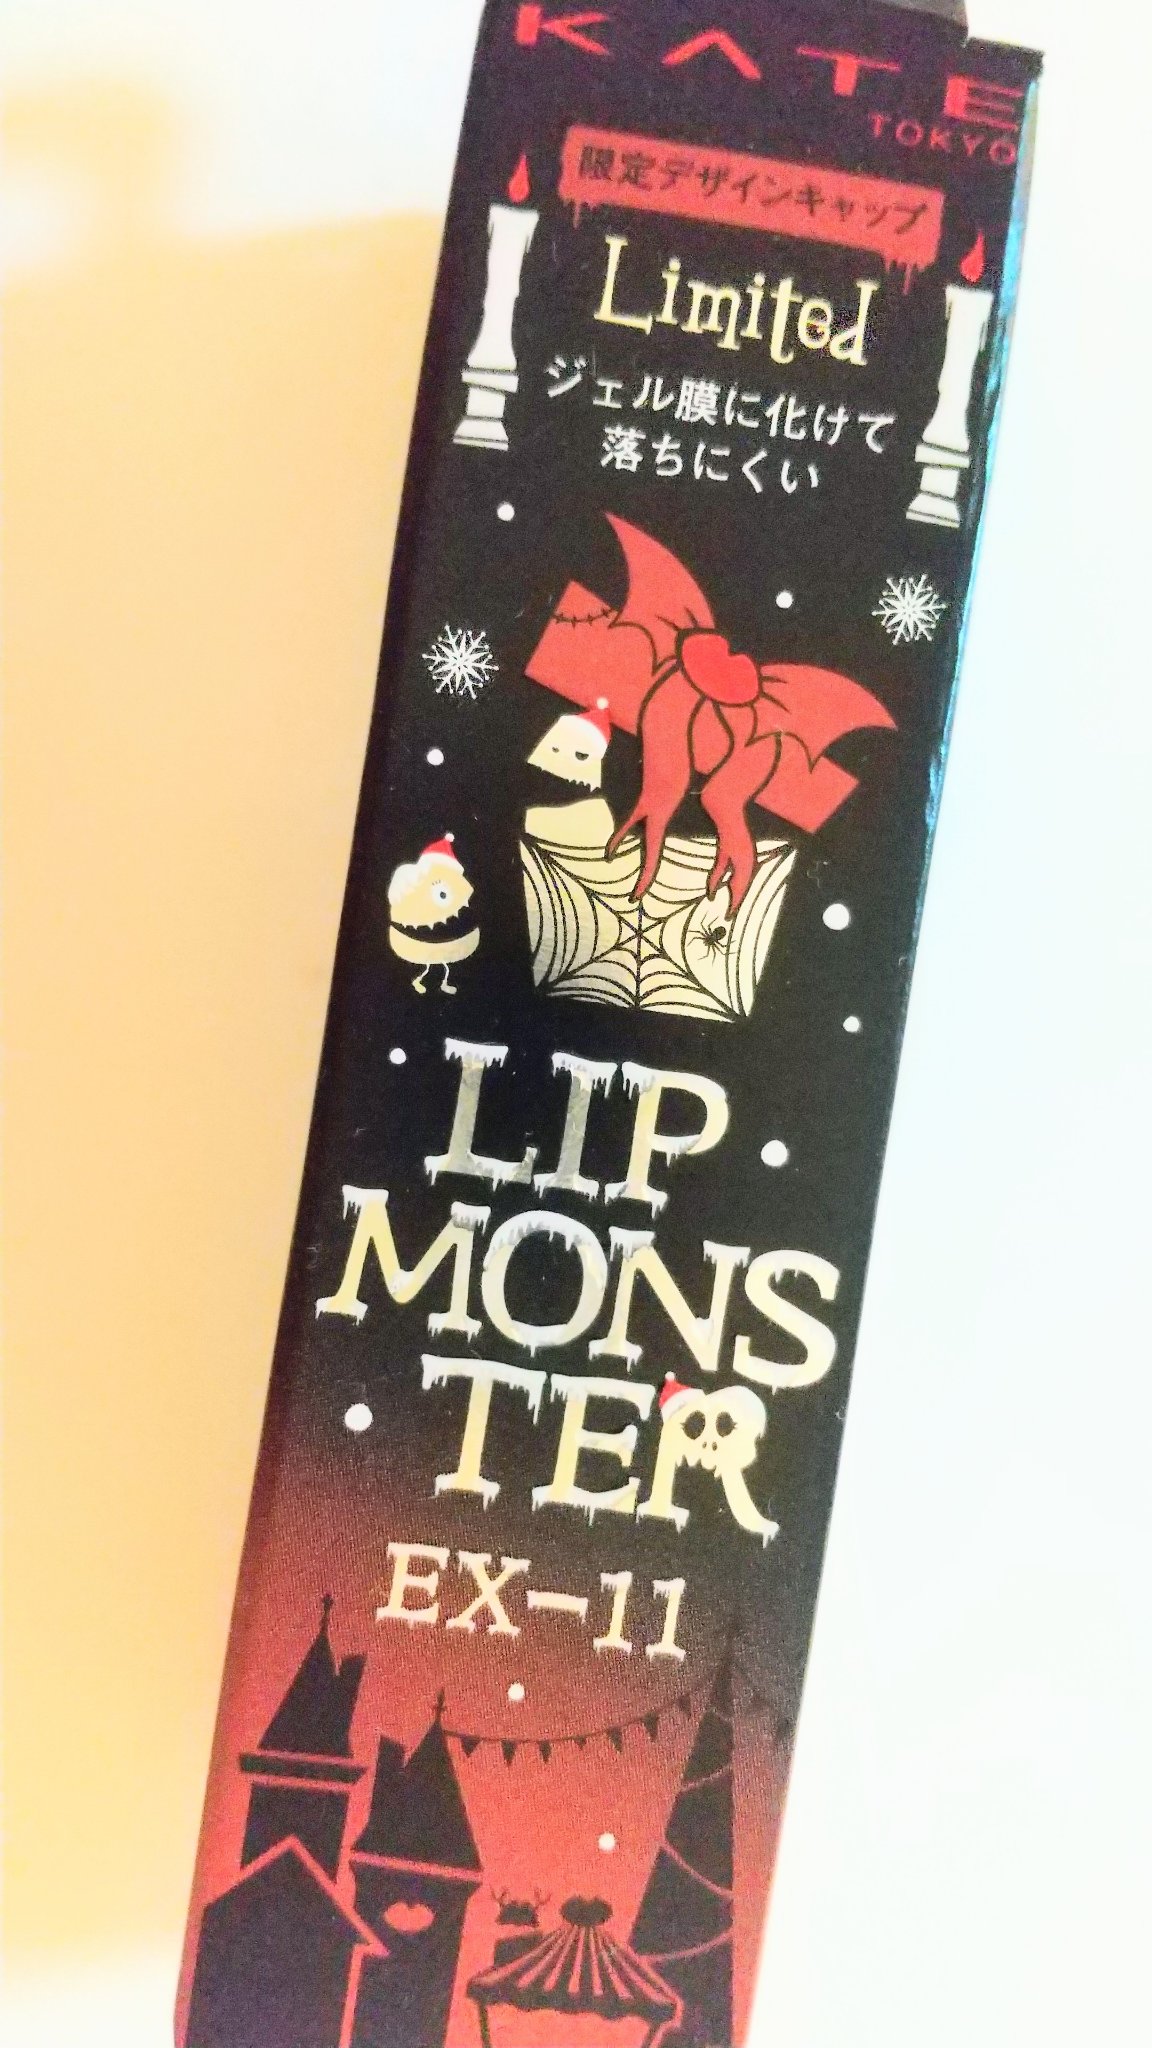 KATE
TOKYO
限定デザインキャップ
Limited
ジェル膜に化けて
落ちにくい
LIP
MONS
TER
EX-11